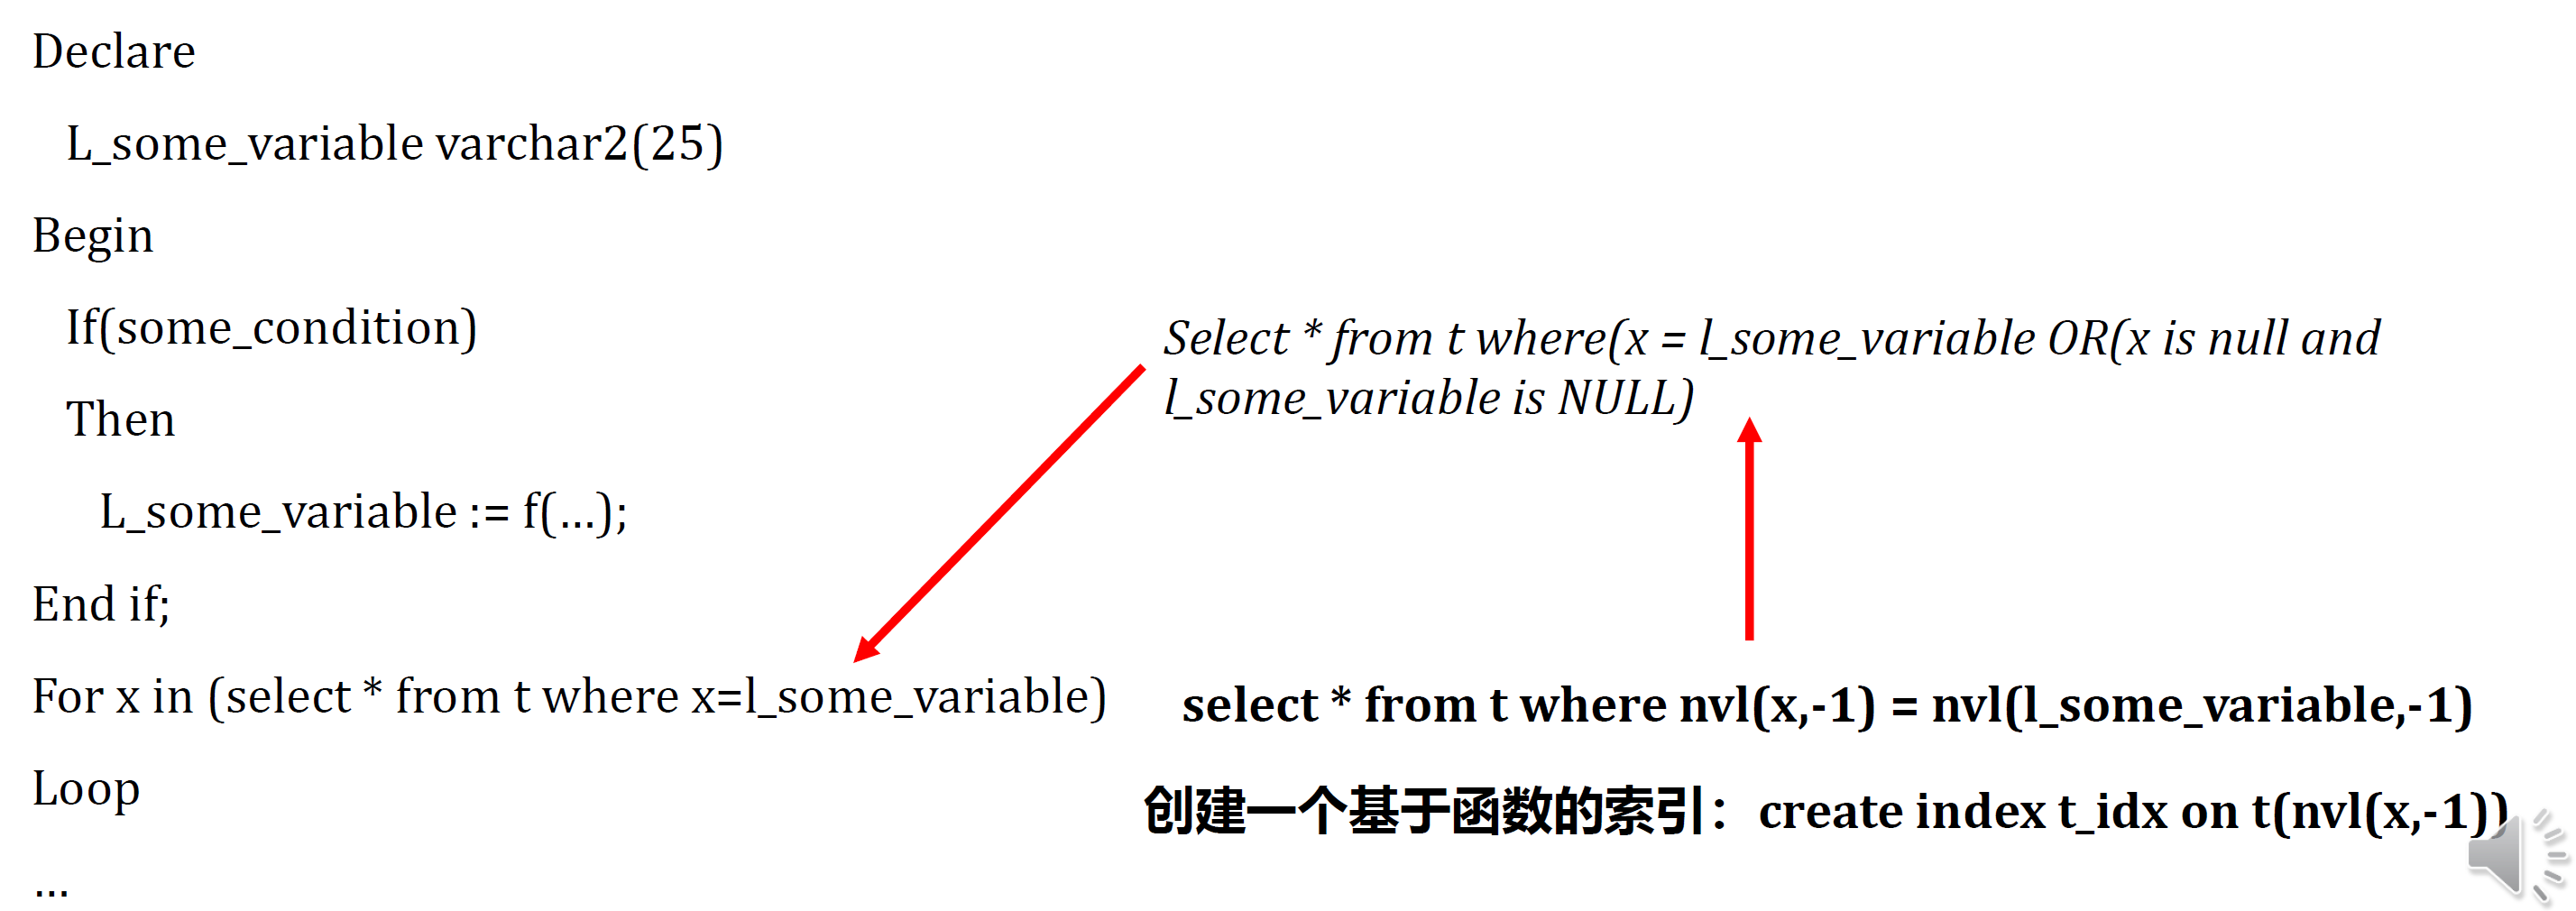 Declare
L_some_variable varchar2(25)
Begin
If(some_condition)
Then
L_some_variable := f(...);
End if;
For x in (select * from t where x=l_some_variable)
Loop
...
Select * from t where(x = l_some_variable OR(x is null and
l_some_variable is NULL)
select * from t where nvl(x,-1) = nvl(l_some_variable,-1)
创建一个基于函数的索引：create index t_idx on t(nvl(x,-1))